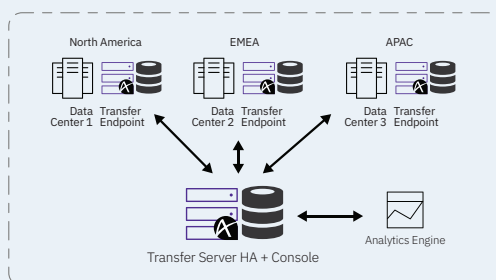 North America
EMEA
APAC
Data Transfer
Center 1 Endpoint
Data Transfer
Center 2 Endpoint
Data Transfer
Center 3 Endpoint
Transfer Server HA + Console
Analytics Engine